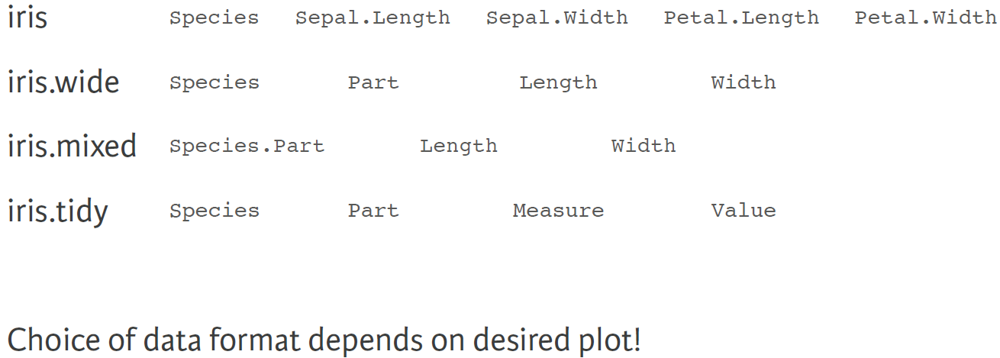 iris Species Sepal.Length Sepal.Width Petal.Length Petal.Width
iris.wide Species Part Length Width
iris.mixed Species.Part Length Width
iris.tidy Species Part Measure Value
Choice of data format depends on desired plot!